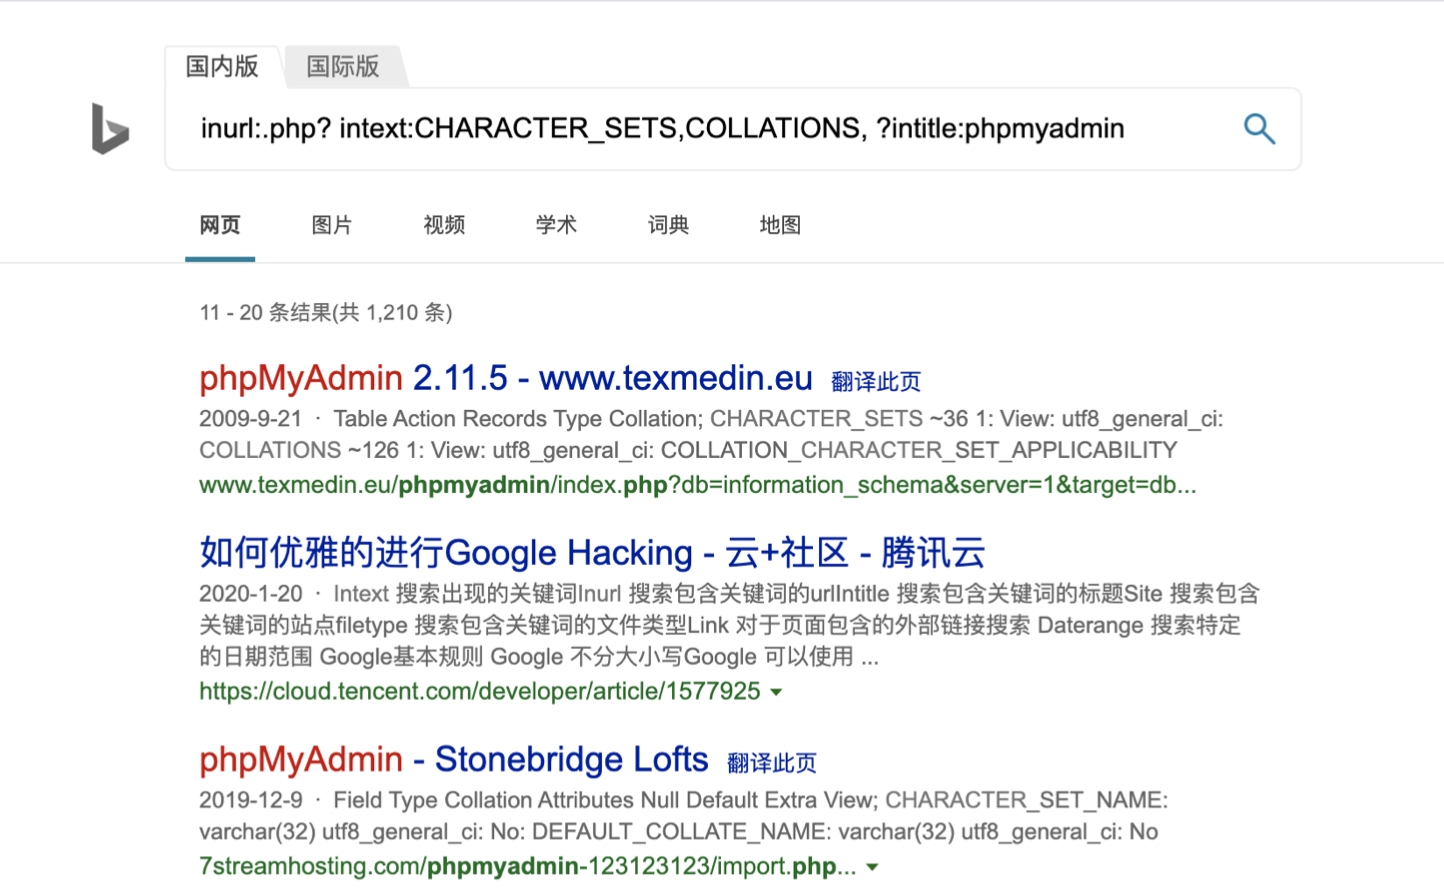 国内版 国际版
inurl:.php? intext:CHARACTER_SETS,COLLATIONS, ?intitle:phpmyadmin
网页 图片 视频 学术 词典 地图
11 - 20 条结果(共 1,210 条)
phpMyAdmin 2.11.5 - www.texmedin.eu 翻译此页
2009-9-21 · Table Action Records Type Collation; CHARACTER_SETS ~36 1: View: utf8_general_ci:
COLLATIONS ~126 1: View: utf8_general_ci: COLLATION_CHARACTER_SET_APPLICABILITY
www.texmedin.eu/phpmyadmin/index.php?db=information_schema&server=1&target=db...
如何优雅的进行Google Hacking - 云+社区 - 腾讯云
2020-1-20 · Intext 搜索出现的关键词Inurl 搜索包含关键词的urlIntitle 搜索包含关键词的标题Site 搜索包含
关键词的站点filetype 搜索包含关键词的文件类型Link 对于页面包含的外部链接搜索 Daterange 搜索特定
的日期范围 Google基本规则 Google 不分大小写Google 可以使用 ...
https://cloud.tencent.com/developer/article/1577925
phpMyAdmin - Stonebridge Lofts 翻译此页
2019-12-9 · Field Type Collation Attributes Null Default Extra View; CHARACTER_SET_NAME:
varchar(32) utf8_general_ci: No: DEFAULT_COLLATE_NAME: varchar(32) utf8_general_ci: No
7streamhosting.com/phpmyadmin-123123123/import.php...